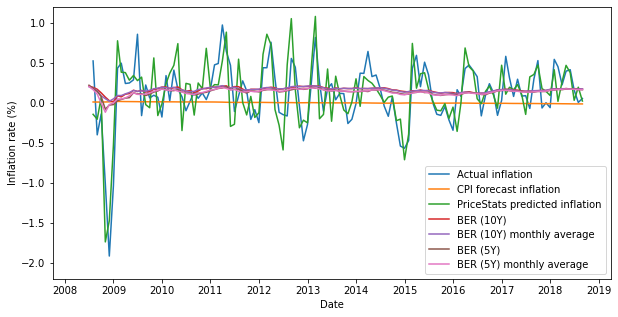 Inflation rate (%)
1.0
0.5
0.0
−0.5
−1.0
−1.5
−2.0
Actual inflation
CPI forecast inflation
PriceStats predicted inflation
BER (10Y)
BER (10Y) monthly average
BER (5Y)
BER (5Y) monthly average
2008 2009 2010 2011 2012 2013 2014 2015 2016 2017 2018 2019
Date